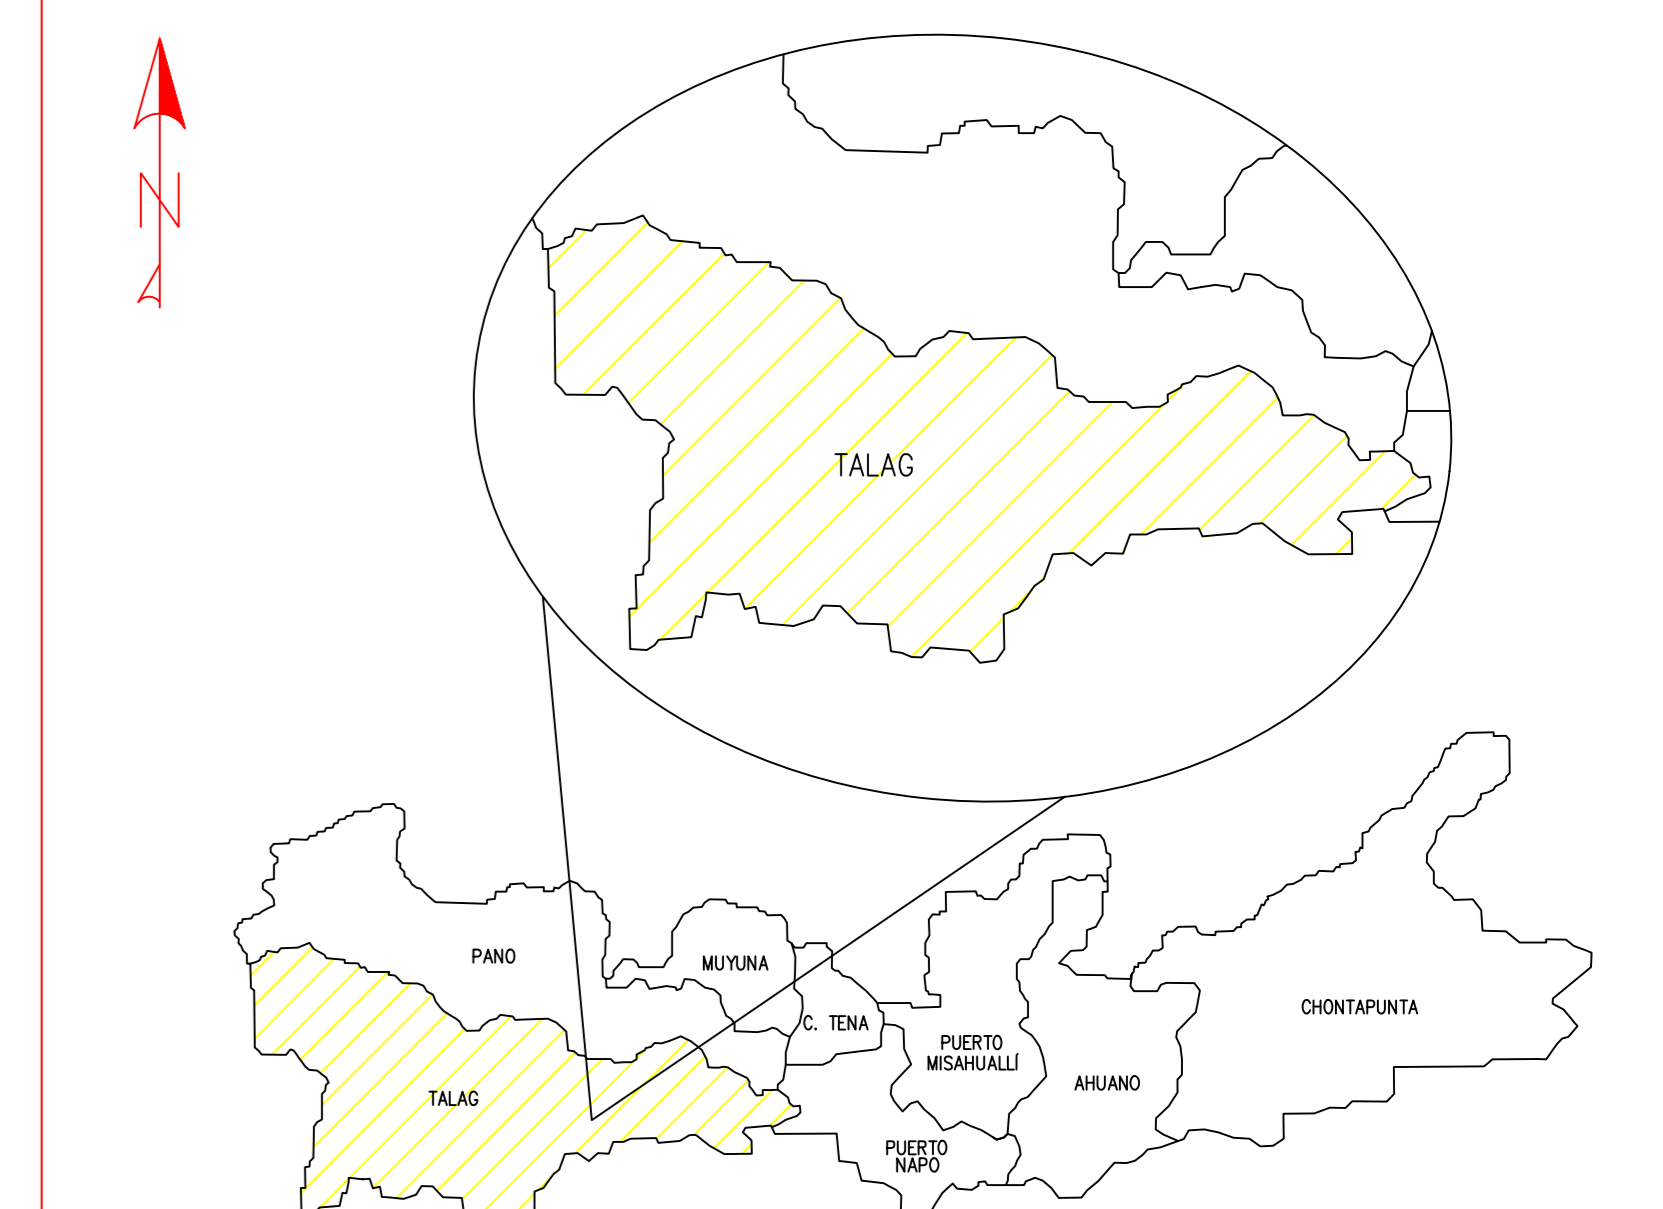 N
TALAG
PANO
MUYUNA
C. TENA
PUERTO
MISAHUALLÍ
CHONTAPUNTA
AHUANO
TALAG
PUERTO
NAPO